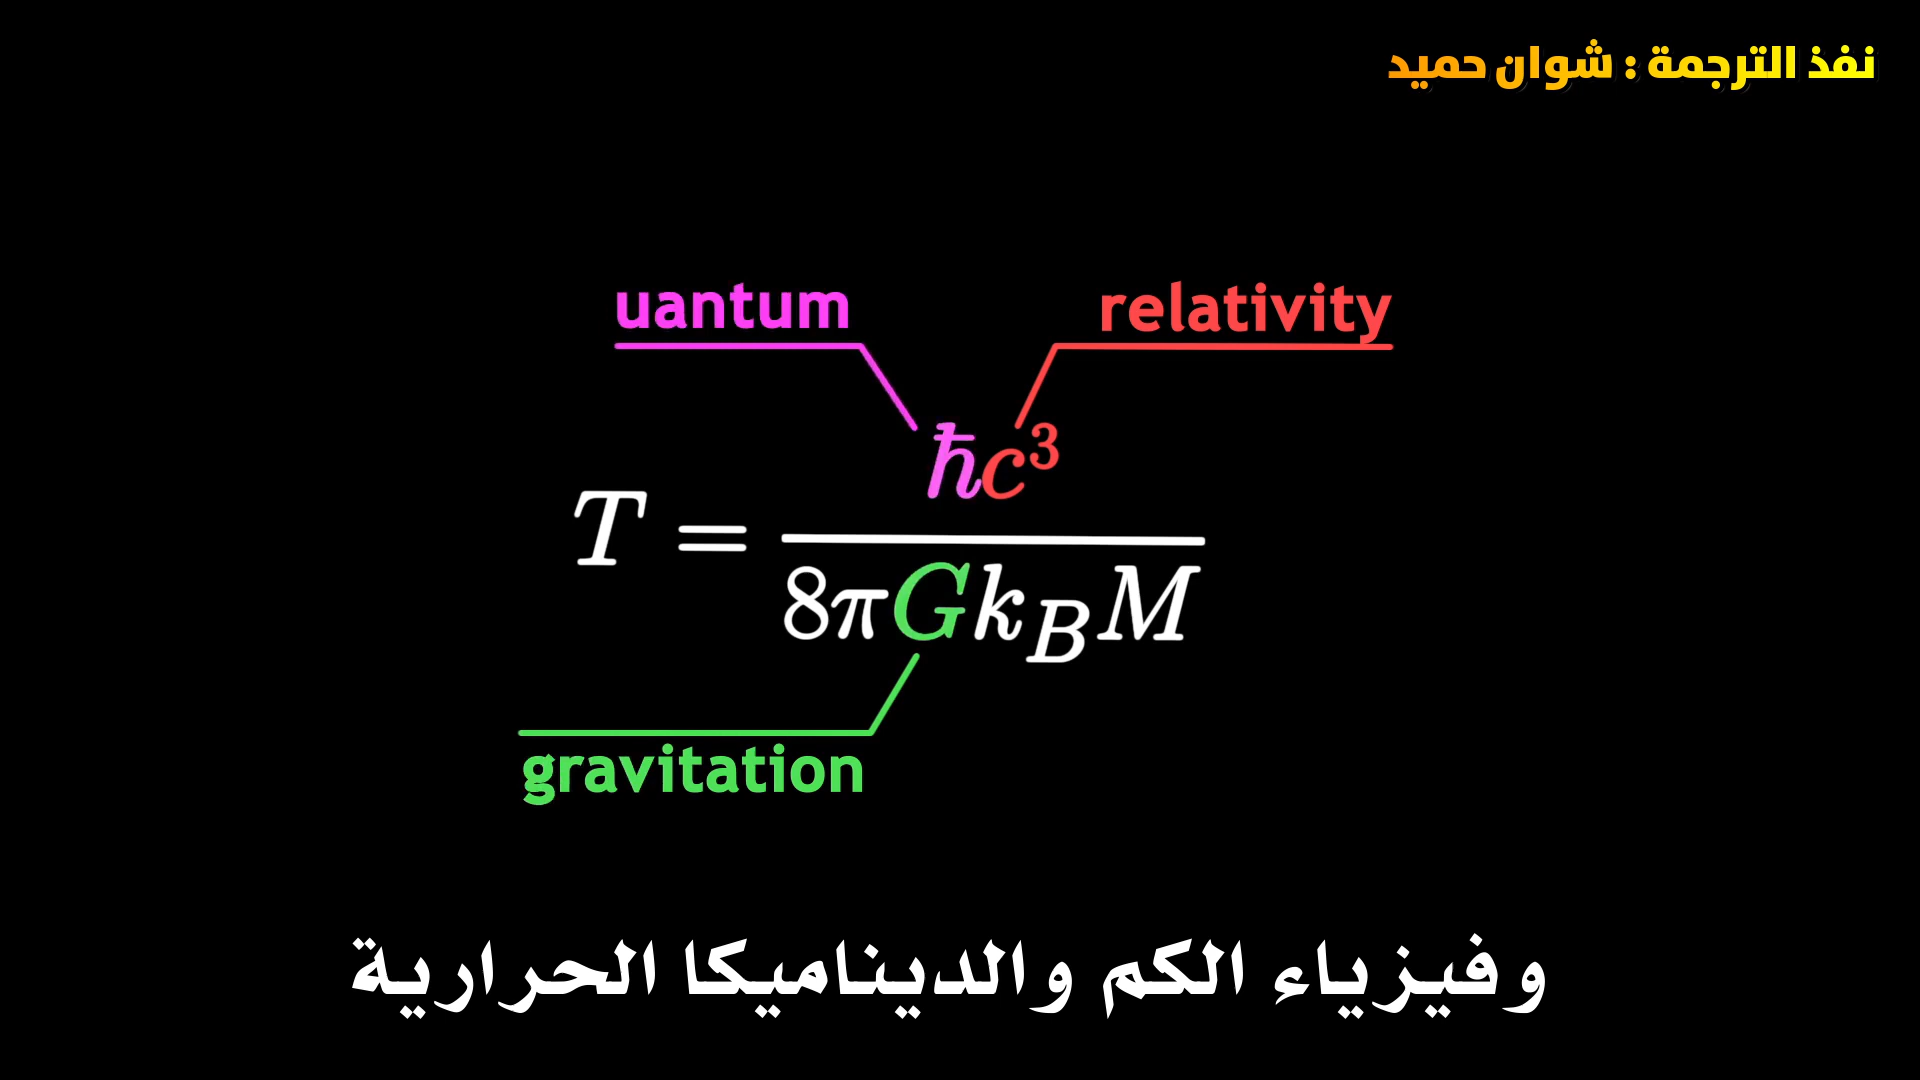 نفذ الترجمة : شوان حميد
uantum
relativity
T = ħc³ / 8πGk_BM
gravitation
وفيزياء الكم والديناميكا الحرارية